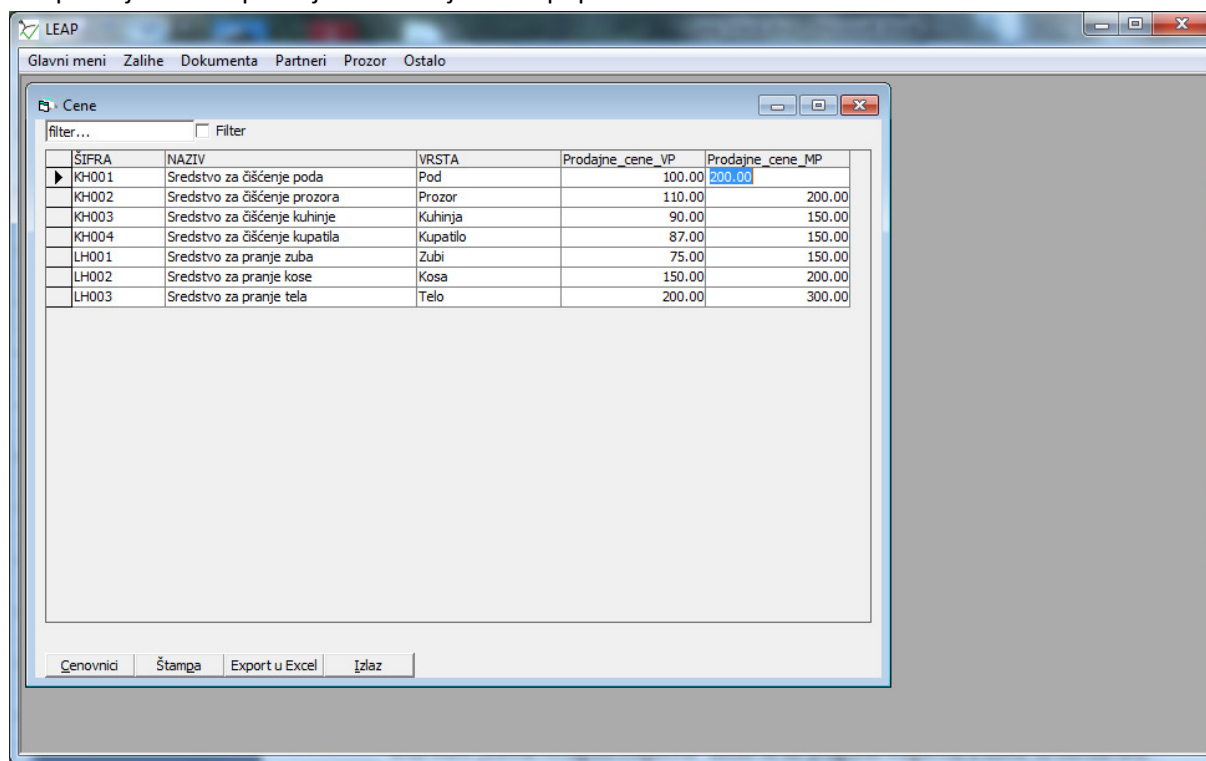 LEAP
Glavni meni Zalihe Dokumenta Partneri Prozor Ostalo
Cene
filter... Filter
ŠIFRA NAZIV VRSTA Prodajne_cene_VP Prodajne_cene_MP
KH001 Sredstvo za čišćenje poda Pod 100.00 200.00
KH002 Sredstvo za čišćenje prozora Prozor 110.00 200.00
KH003 Sredstvo za čišćenje kuhinje Kuhinja 90.00 150.00
KH004 Sredstvo za čišćenje kupatila Kupatilo 87.00 150.00
LH001 Sredstvo za pranje zuba Zubi 75.00 150.00
LH002 Sredstvo za pranje kose Kosa 150.00 200.00
LH003 Sredstvo za pranje tela Telo 200.00 300.00
Cenovnici Štampa Export u Excel Izlaz